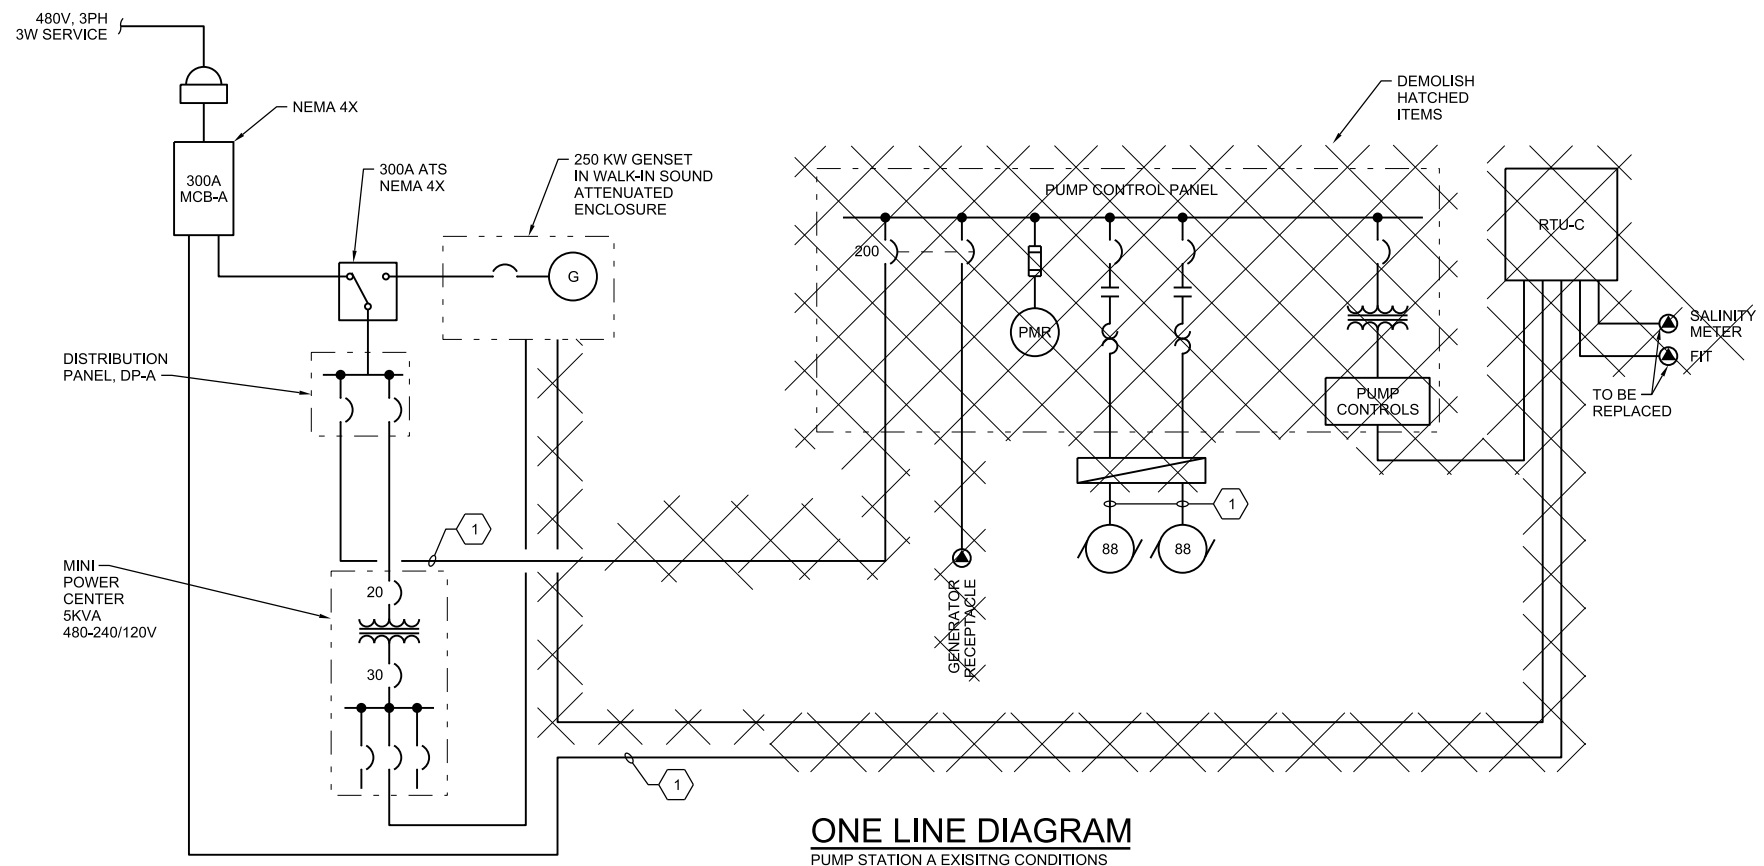 480V, 3PH
3W SERVICE
NEMA 4X
300A
MCB-A
300A ATS
NEMA 4X
250 KW GENSET
IN WALK-IN SOUND
ATTENUATED
ENCLOSURE
G
DISTRIBUTION
PANEL, DP-A
DEMOLISH
HATCHED
ITEMS
PUMP CONTROL PANEL
200
PMR
PUMP
CONTROLS
RTU-C
SALINITY
METER
FIT
TO BE
REPLACED
1
1
88
88
GENERATOR
RECEPTACLE
MINI
POWER
CENTER
5KVA
480-240/120V
20
30
1
ONE LINE DIAGRAM
PUMP STATION A EXISITNG CONDITIONS